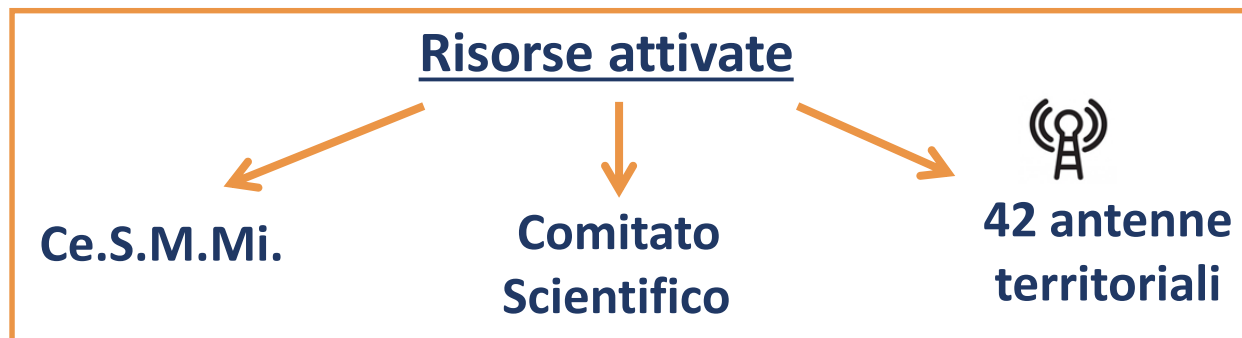 Risorse attivate
Ce.S.M.Mi.
Comitato
Scientifico
42 antenne
territoriali